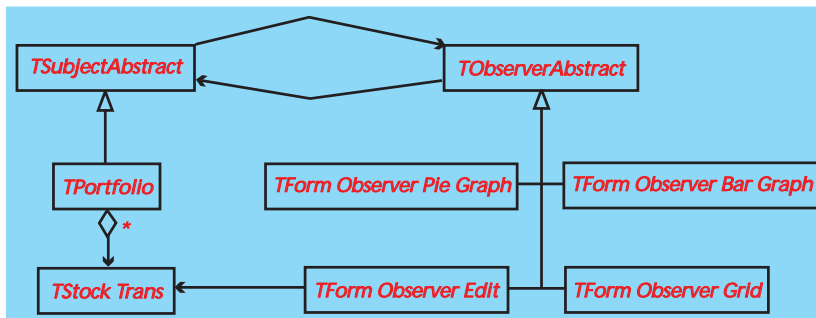 TSubjectAbstract
TObserverAbstract
TPortfolio
TForm Observer Pie Graph
TForm Observer Bar Graph
*
TStock Trans
TForm Observer Edit
TForm Observer Grid